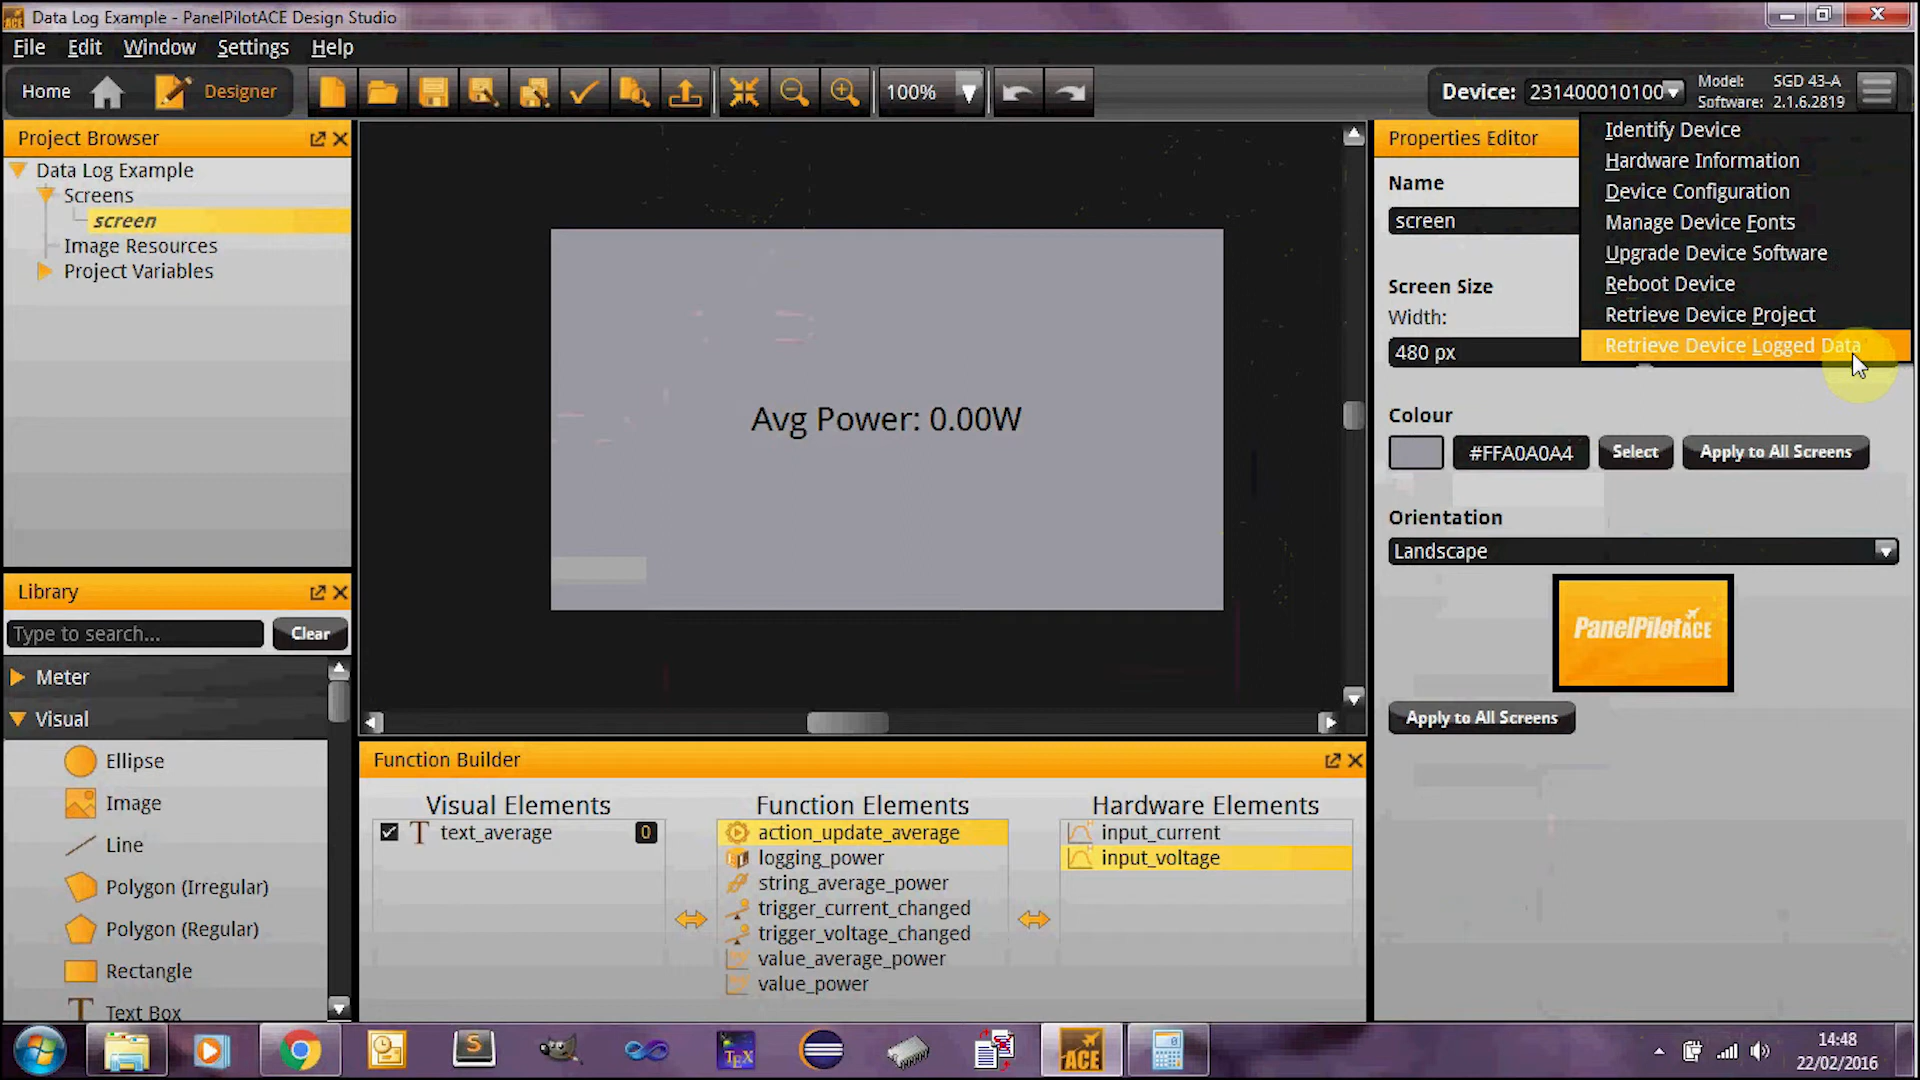 Data Log Example - PanelPilotACE Design Studio
File Edit Window Settings Help
Home Designer 100% Device: 231400010100 Model: SGD 43-A
Software: 2.1.6.2819
Project Browser
Data Log Example
Screens
screen
Image Resources
Project Variables
Library
Type to search... Clear
Meter
Visual
Ellipse
Image
Line
Polygon (Irregular)
Polygon (Regular)
Rectangle
Text Box
Avg Power: 0.00W
Function Builder
Visual Elements
text_average 0
Function Elements
action_update_average
logging_power
string_average_power
trigger_current_changed
trigger_voltage_changed
value_average_power
value_power
Hardware Elements
input_current
input_voltage
Properties Editor
Name
screen
Screen Size
Width:
480 px
Identify Device
Hardware Information
Device Configuration
Manage Device Fonts
Upgrade Device Software
Reboot Device
Retrieve Device Project
Retrieve Device Logged Data
Colour
#FFA0A0A4 Select Apply to All Screens
Orientation
Landscape
PanelPilotACE
Apply to All Screens
ACE
14:48
22/02/2016